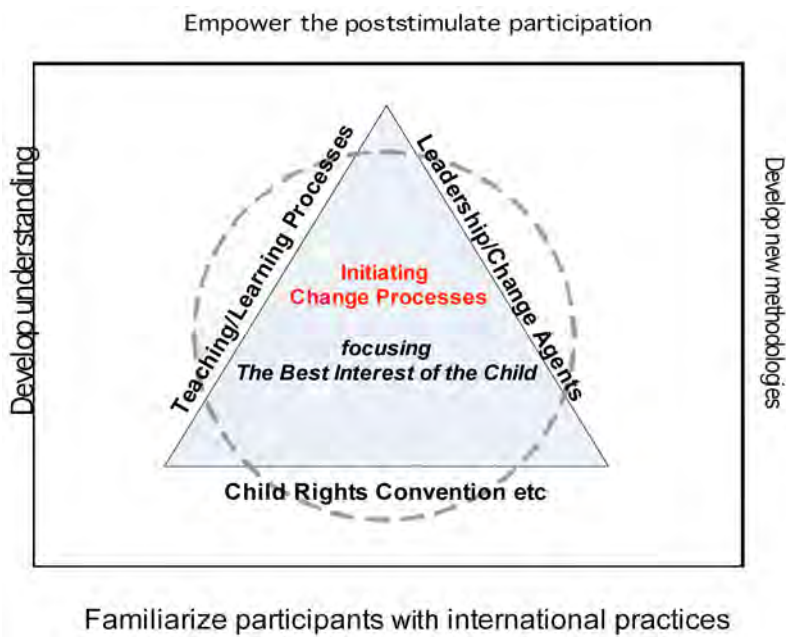 Empower the poststimulate participation
Develop understanding
Teaching/Learning Processes
Leadership/Change Agents
Develop new methodologies
Initiating
Change Processes
focusing
The Best Interest of the Child
Child Rights Convention etc
Familiarize participants with international practices